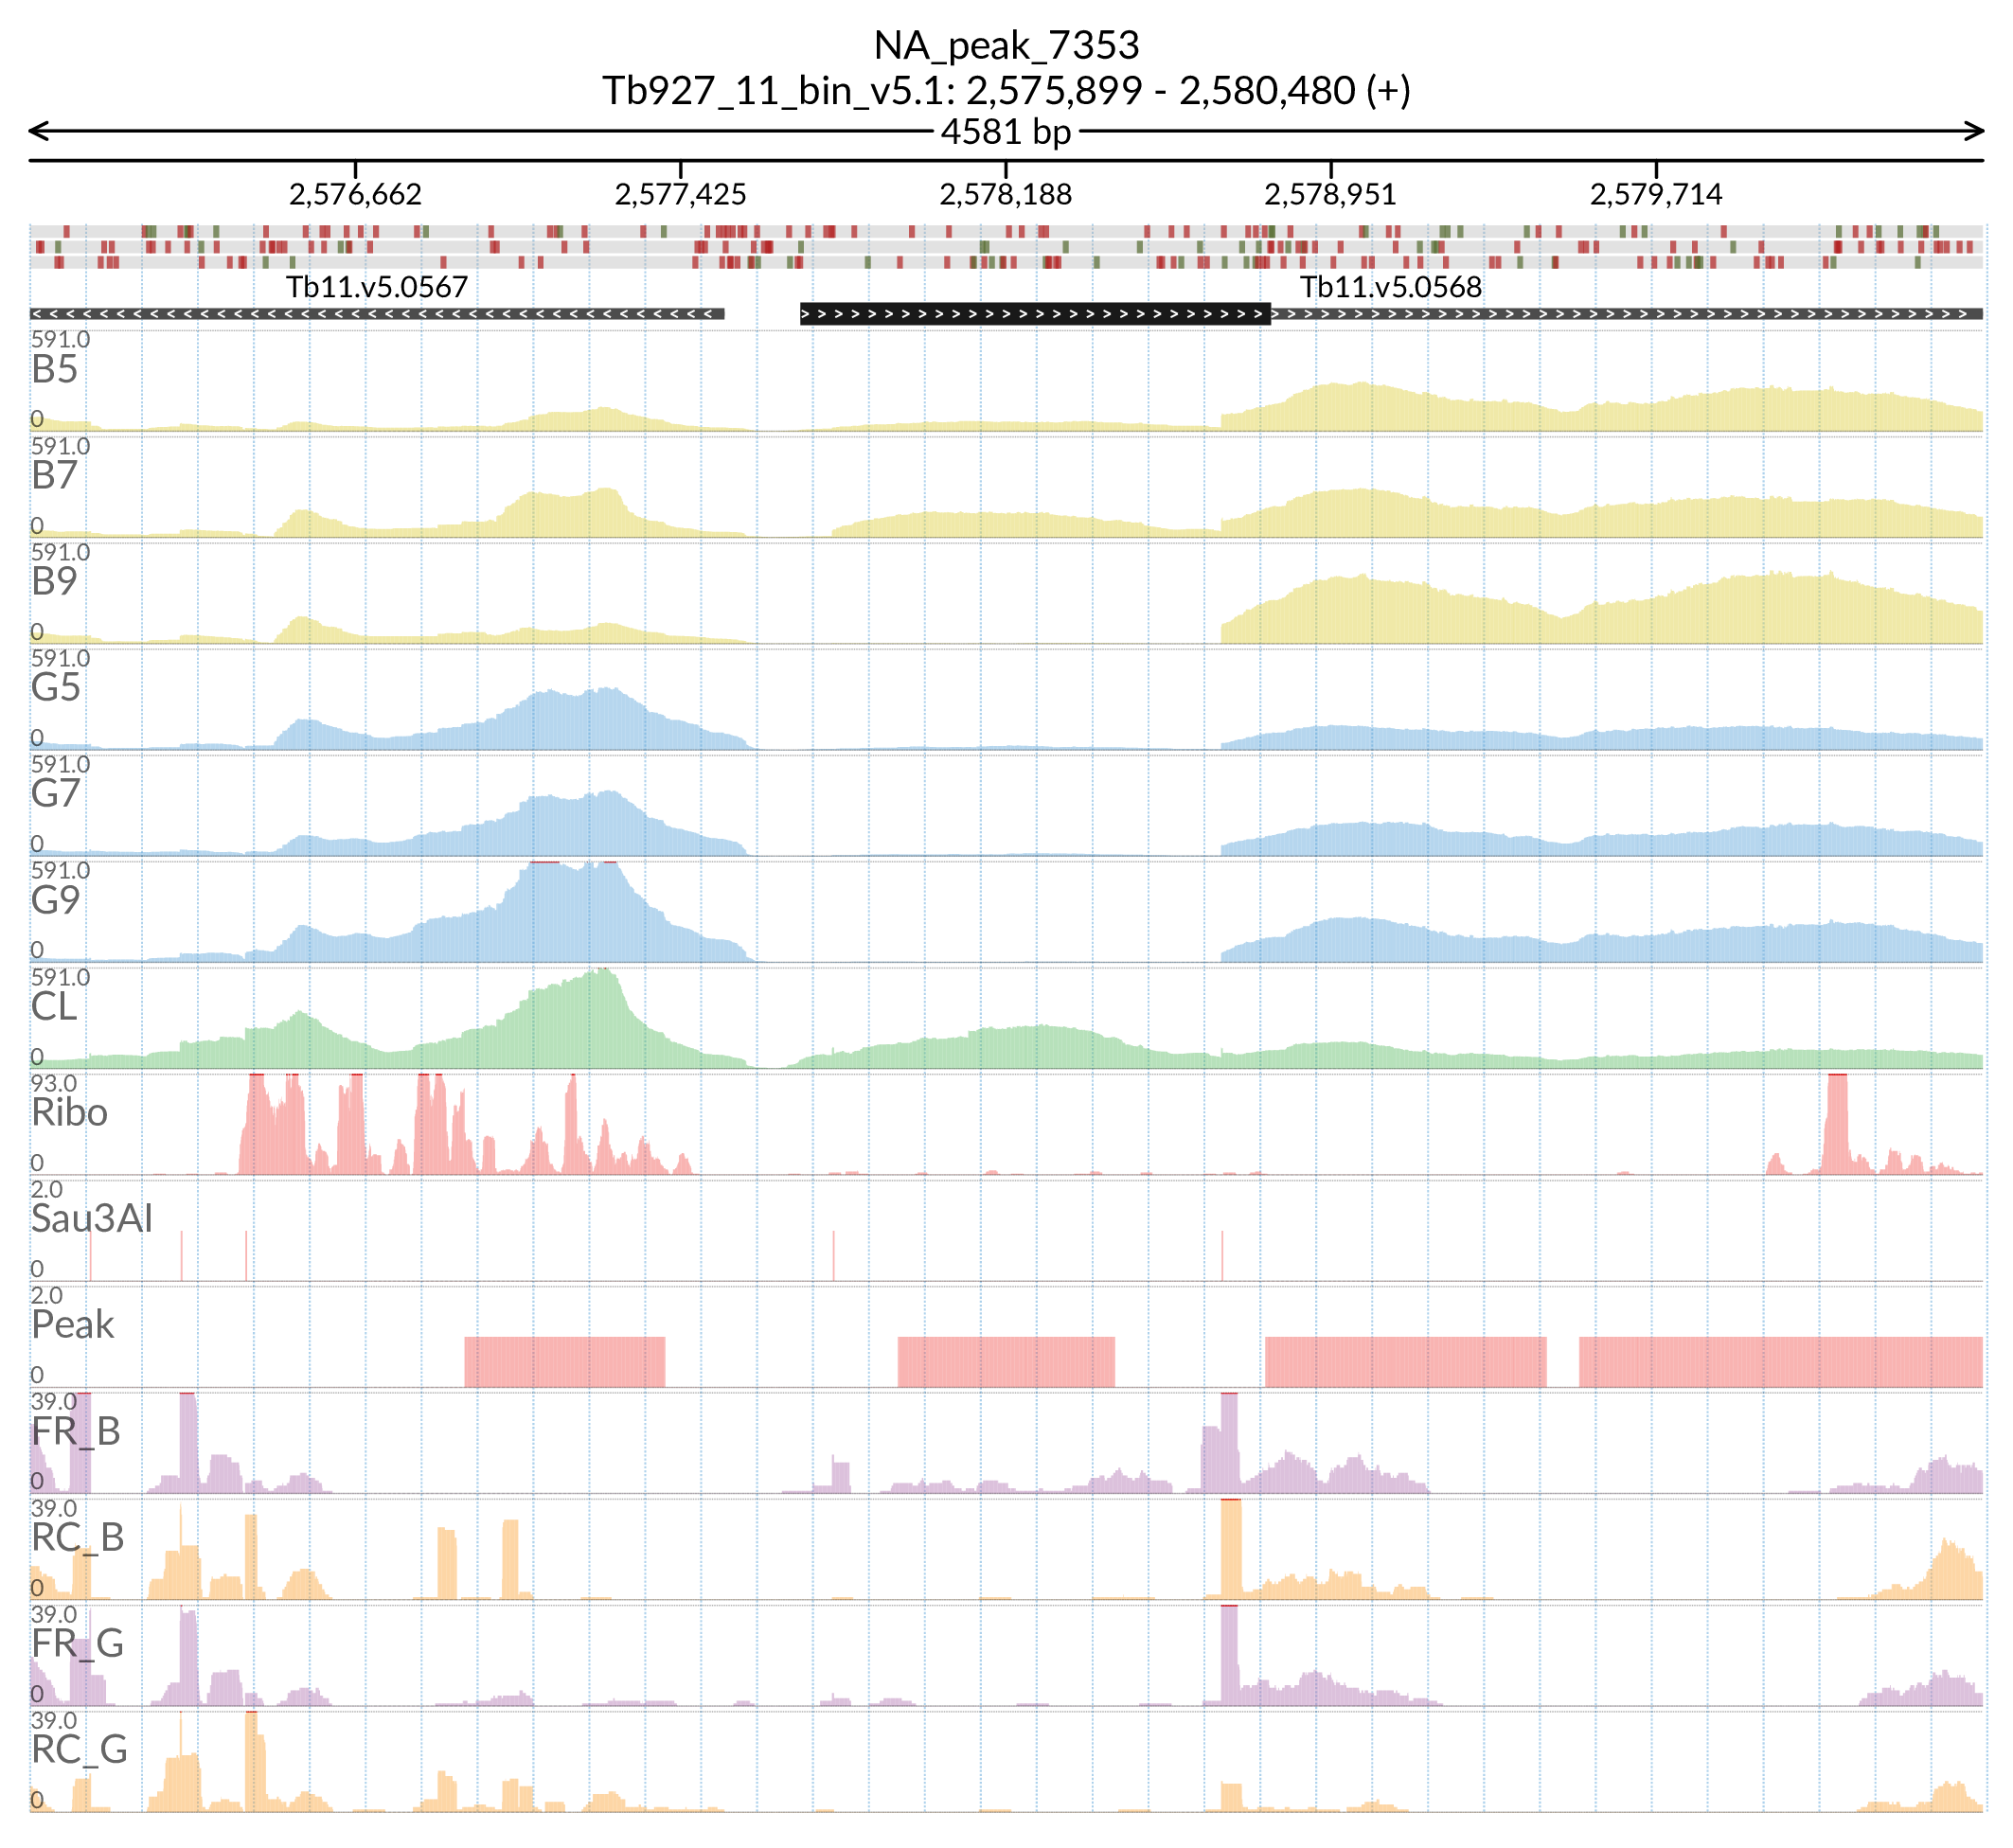 NA_peak_7353
Tb927_11_bin_v5.1: 2,575,899 - 2,580,480 (+)
4581 bp
2,576,662 2,577,425 2,578,188 2,578,951 2,579,714
Tb11.v5.0567 Tb11.v5.0568
591.0
B5
0
591.0
B7
0
591.0
B9
0
591.0
G5
0
591.0
G7
0
591.0
G9
0
591.0
CL
0
93.0
Ribo
0
2.0
Sau3AI
0
2.0
Peak
0
39.0
FR_B
0
39.0
RC_B
0
39.0
FR_G
0
39.0
RC_G
0